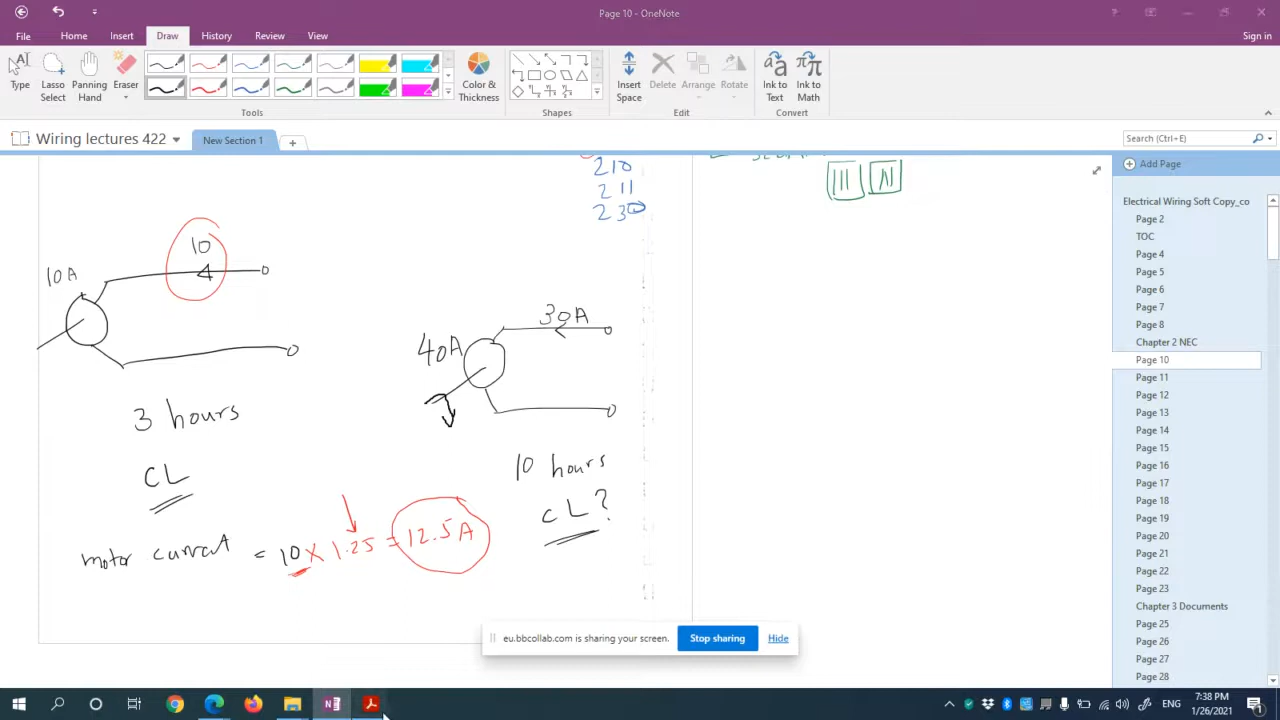 Page 10 - OneNote
Sign in
File
Home
Insert
Draw
History
Review
View
Type
Lasso Select
Panning Hand
Eraser
Color & Thickness
Insert Space
Delete
Arrange
Rotate
Ink to Text
Ink to Math
Tools
Shapes
Edit
Convert
Wiring lectures 422
New Section 1
Search (Ctrl+E)
Add Page
Electrical Wiring Soft Copy_co
Page 2
TOC
Page 4
Page 5
Page 6
Page 7
Page 8
Chapter 2 NEC
Page 10
Page 11
Page 12
Page 13
Page 14
Page 15
Page 16
Page 17
Page 18
Page 19
Page 20
Page 21
Page 22
Page 23
Chapter 3 Documents
Page 25
Page 26
Page 27
Page 28
210
211
230
10
10A
30A
40A
3 hours
CL
10 hours
CL?
motor current = 10 x 1.25 = 12.5 A
eu.bbcollab.com is sharing your screen.
Stop sharing
Hide
ENG
7:38 PM
1/26/2021